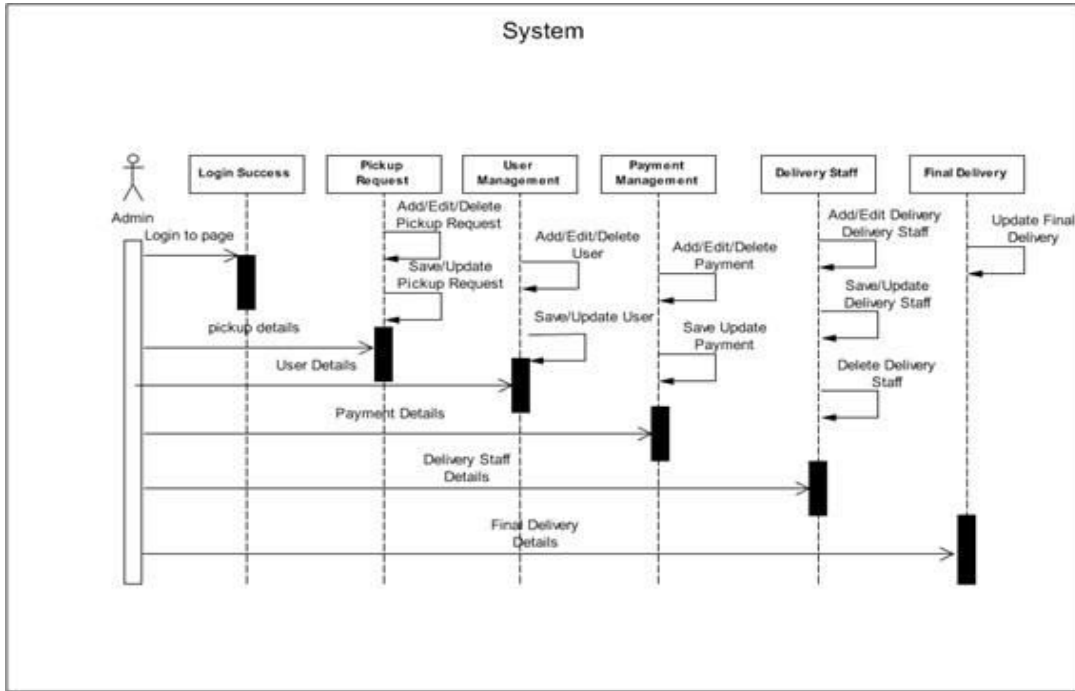 System
Login Success
Pickup
Request
User
Management
Payment
Management
Delivery Staff
Final Delivery
Admin
Login to page
Add/Edit/Delete
Pickup Request
Save/Update
Pickup Request
Add/Edit/Delete
User
Save/Update User
Add/Edit/Delete
Payment
Save Update
Payment
Add/Edit Delivery
Delivery Staff
Save/Update
Delivery Staff
Delete Delivery
Staff
Update Final
Delivery
pickup details
User Details
Payment Details
Delivery Staff
Details
Final Delivery
Details